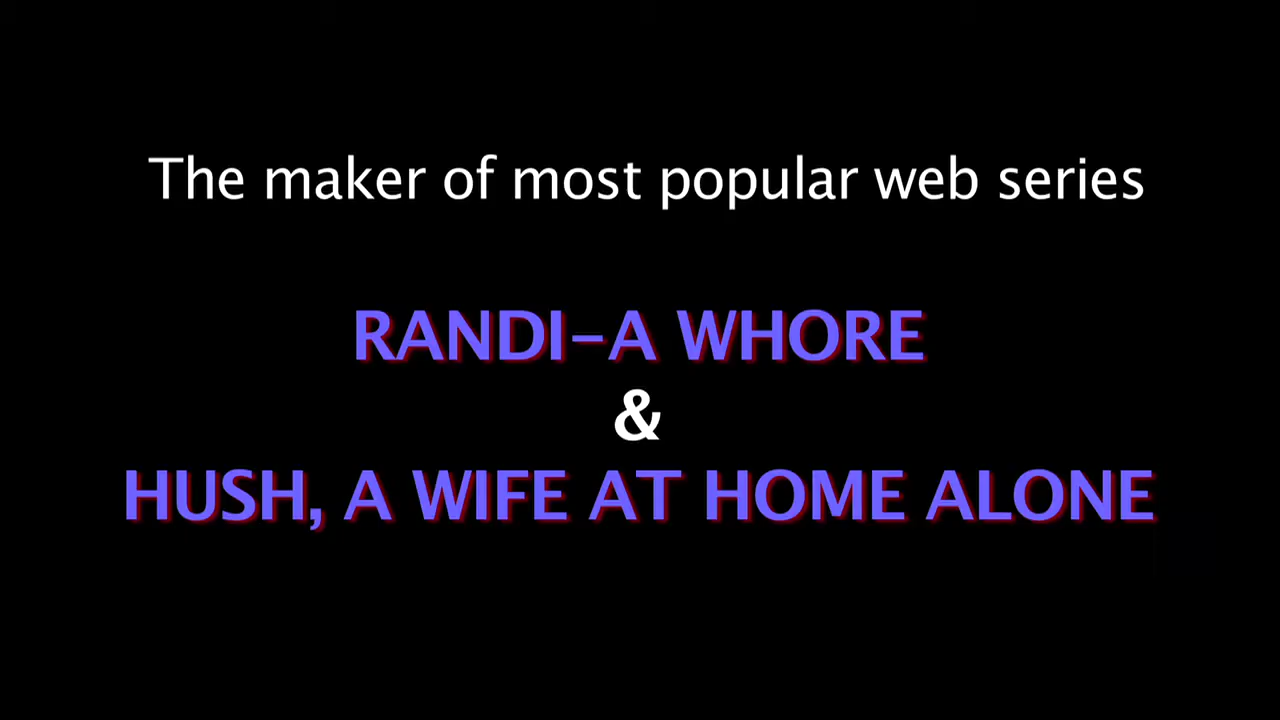 The maker of most popular web series
RANDI-A WHORE
&
HUSH, A WIFE AT HOME ALONE